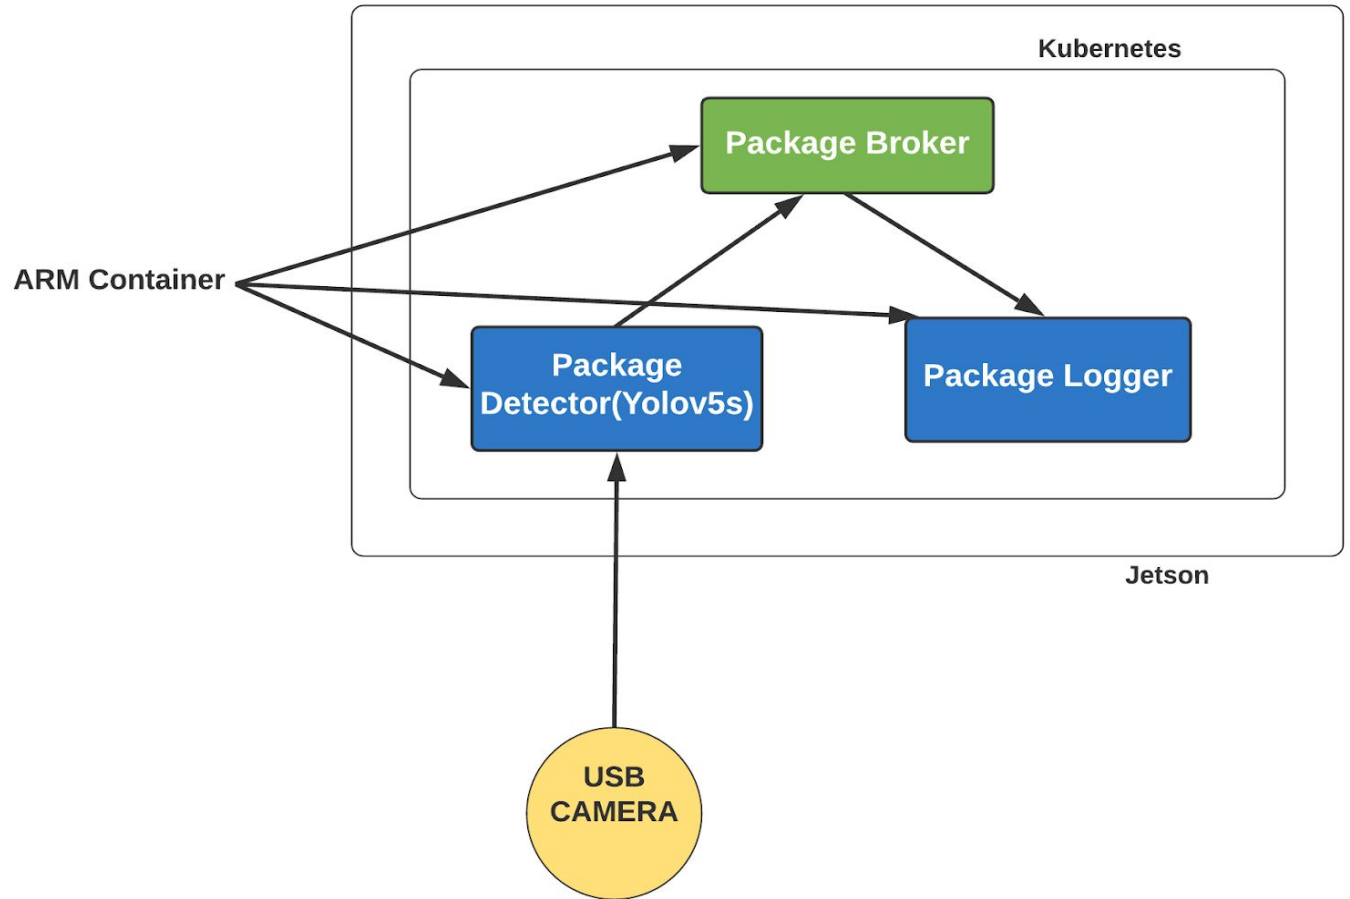 Kubernetes
Package Broker
ARM Container
Package
Detector(Yolov5s)
Package Logger
Jetson
USB
CAMERA